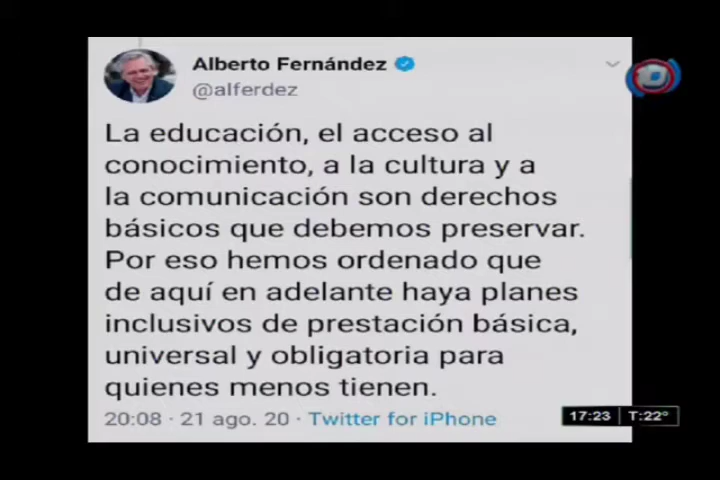 Alberto Fernández
@alferdez
La educación, el acceso al
conocimiento, a la cultura y a
la comunicación son derechos
básicos que debemos preservar.
Por eso hemos ordenado que
de aquí en adelante haya planes
inclusivos de prestación básica,
universal y obligatoria para
quienes menos tienen.
20:08 · 21 ago. 20 · Twitter for iPhone
17:23 T:22°